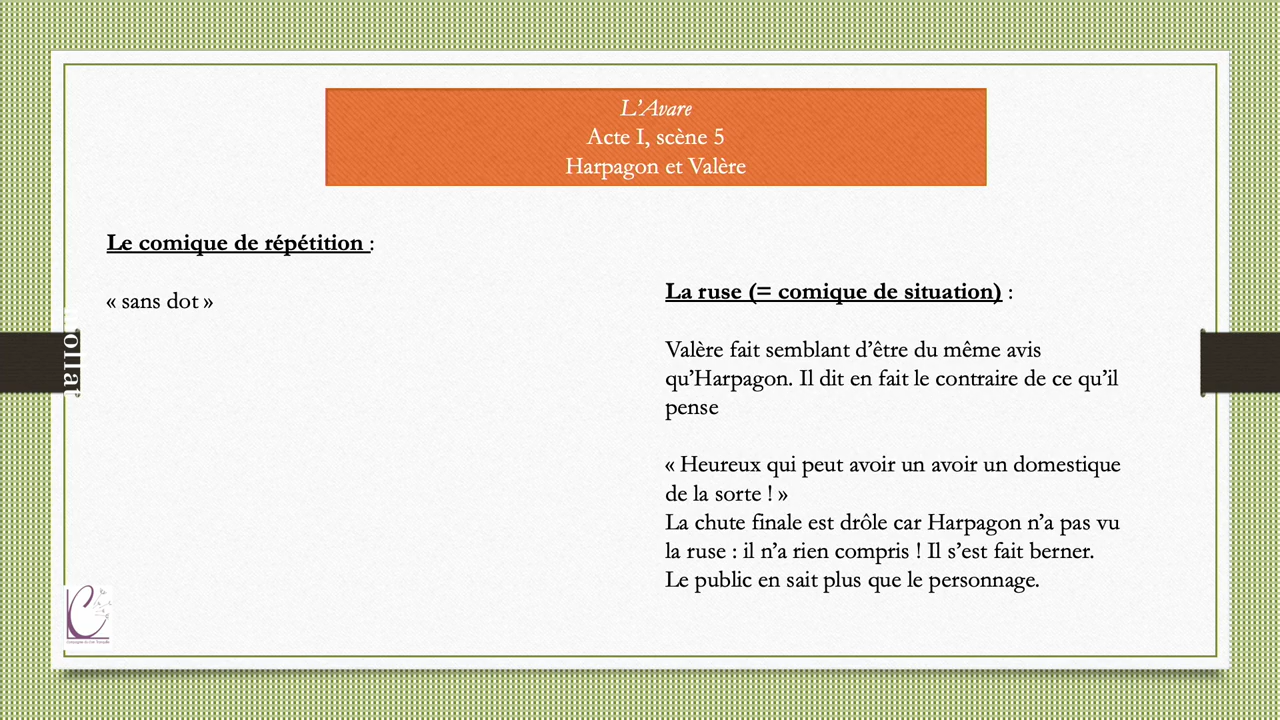 L’Avare
Acte I, scène 5
Harpagon et Valère
Le comique de répétition :
« sans dot »
La ruse (= comique de situation) :
Valère fait semblant d’être du même avis
qu’Harpagon. Il dit en fait le contraire de ce qu’il
pense
« Heureux qui peut avoir un avoir un domestique
de la sorte ! »
La chute finale est drôle car Harpagon n’a pas vu
la ruse : il n’a rien compris ! Il s’est fait berner.
Le public en sait plus que le personnage.